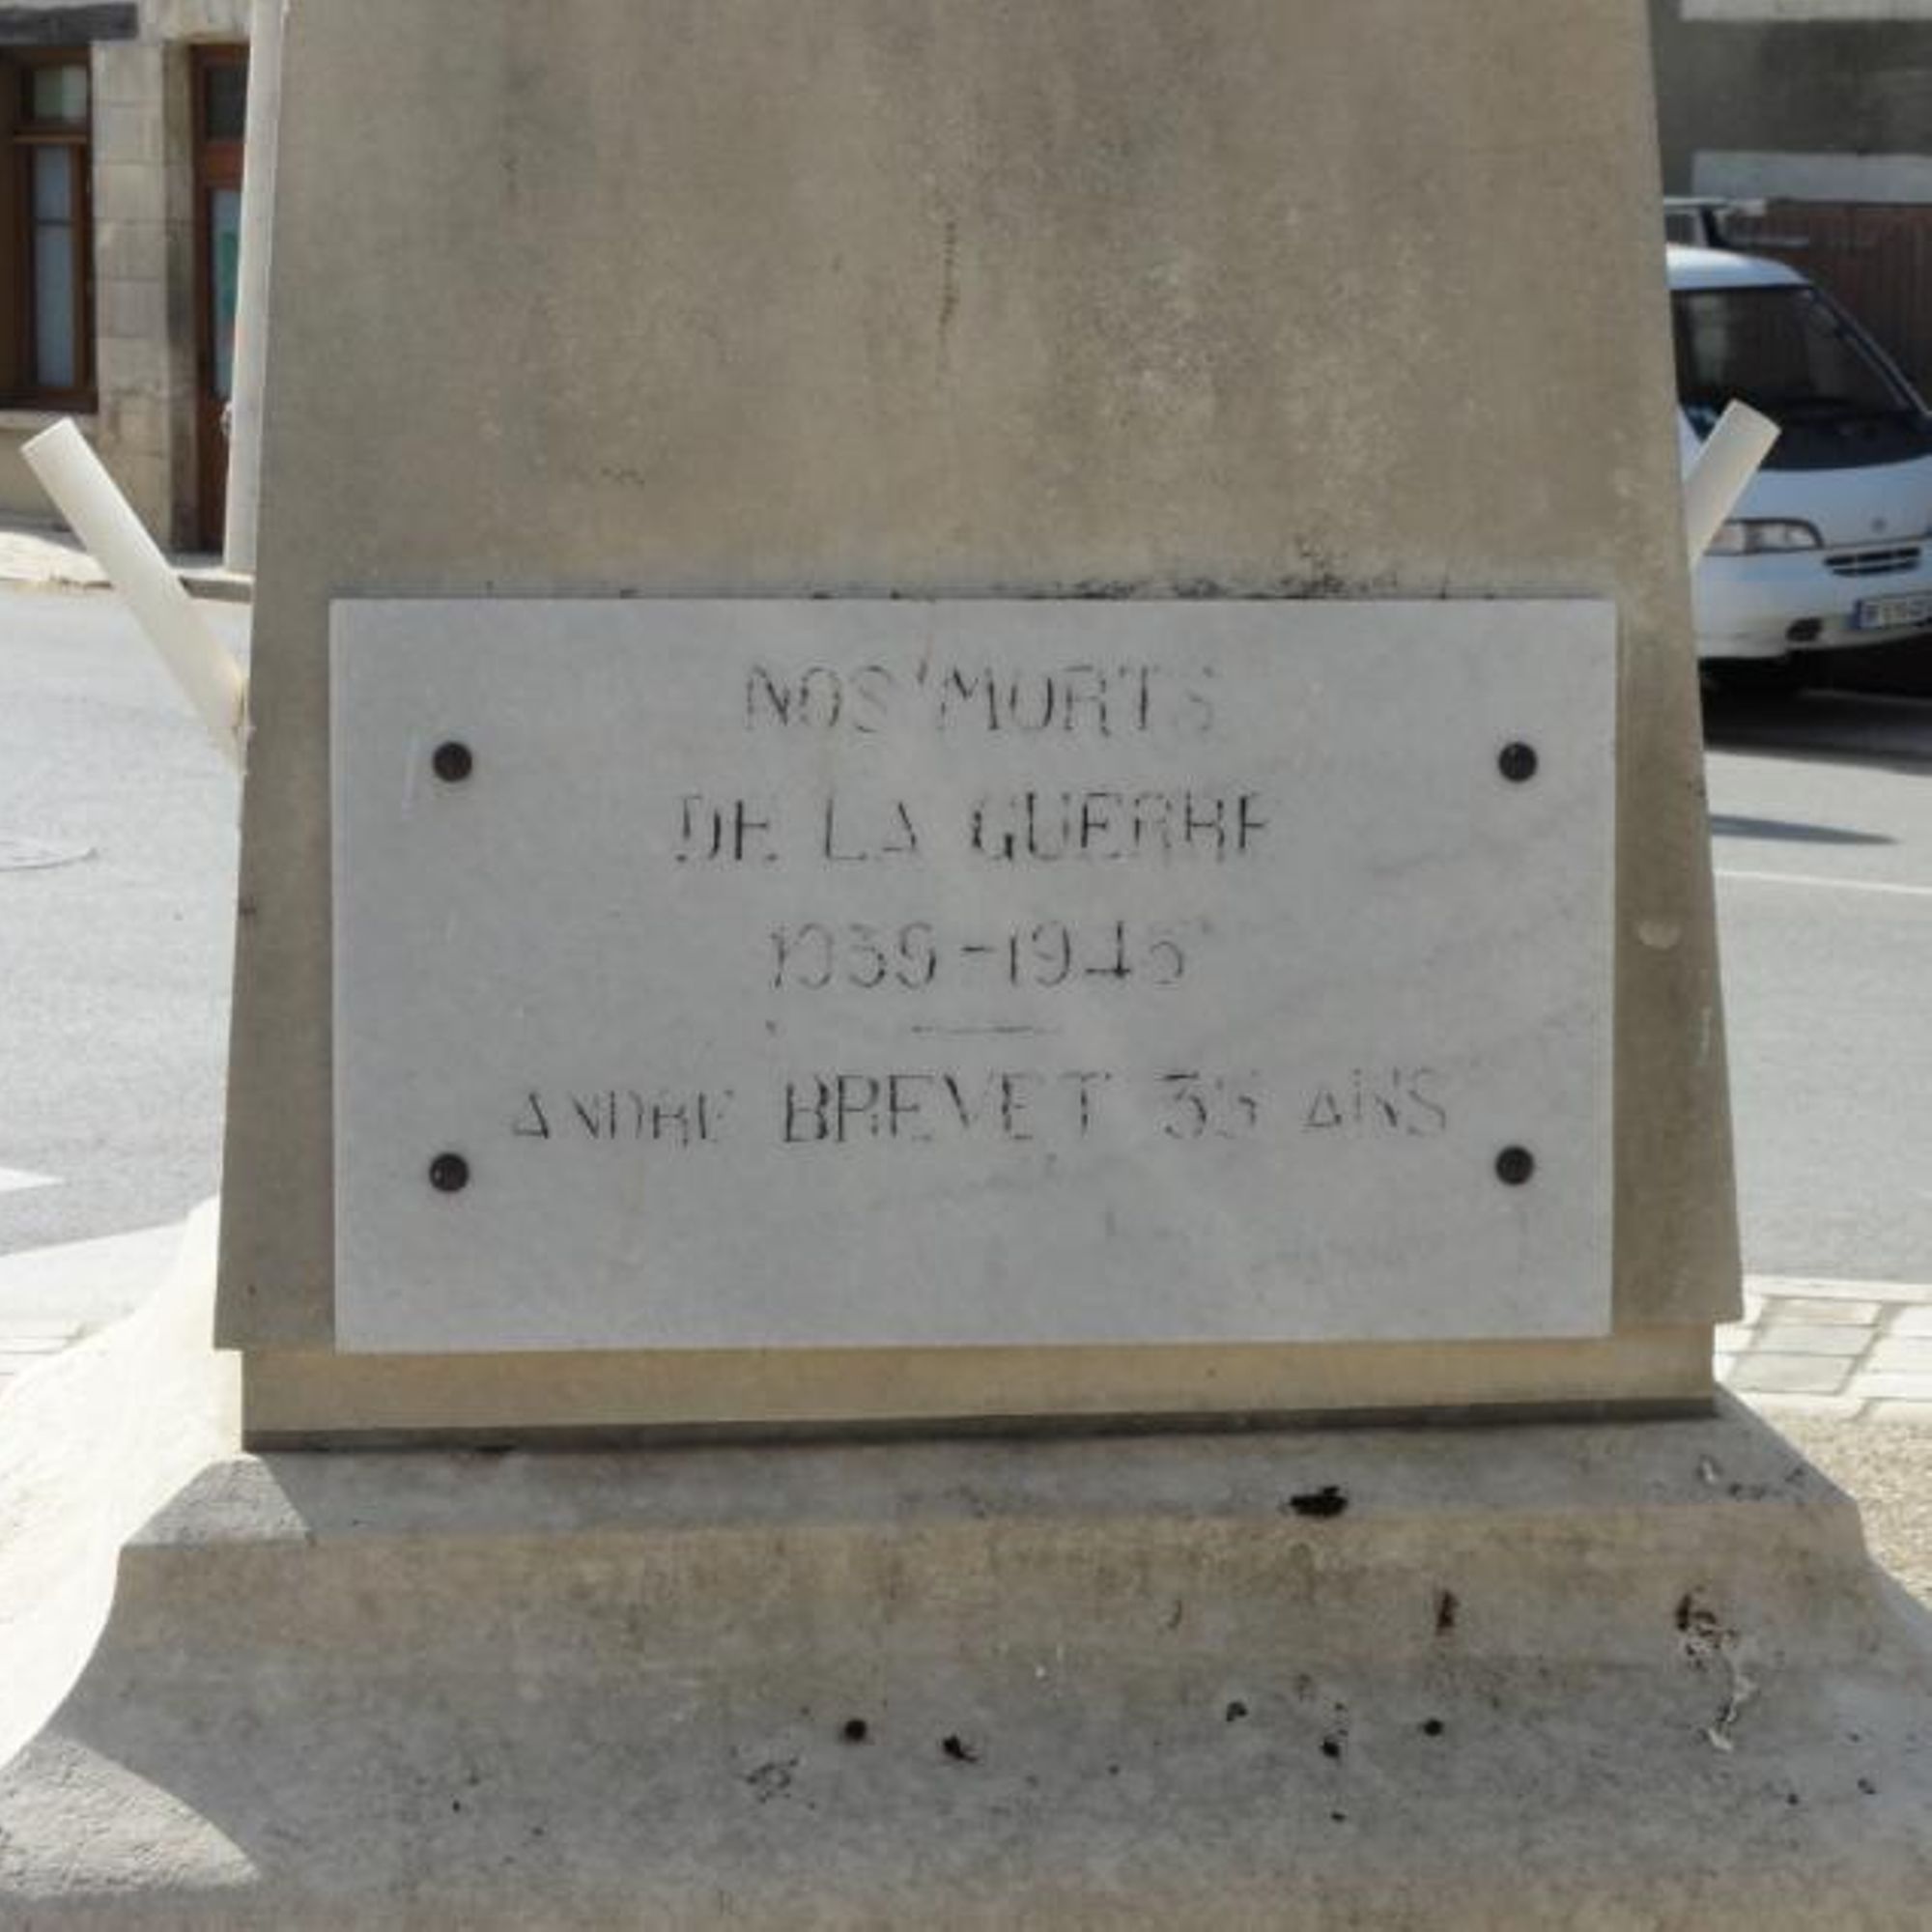 NOS MORTS
DE LA GUERRE
1939-1945
ANDRE BREVET 35 ANS